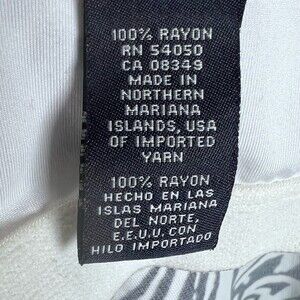 100% RAYON
RN 54050
CA 08349
MADE IN
NORTHERN
MARIANA
ISLANDS, USA
OF IMPORTED
YARN
100% RAYON
HECHO EN LAS
ISLAS MARIANA
DEL NORTE,
E.E.U.U. CON
HILO IMPORTADO